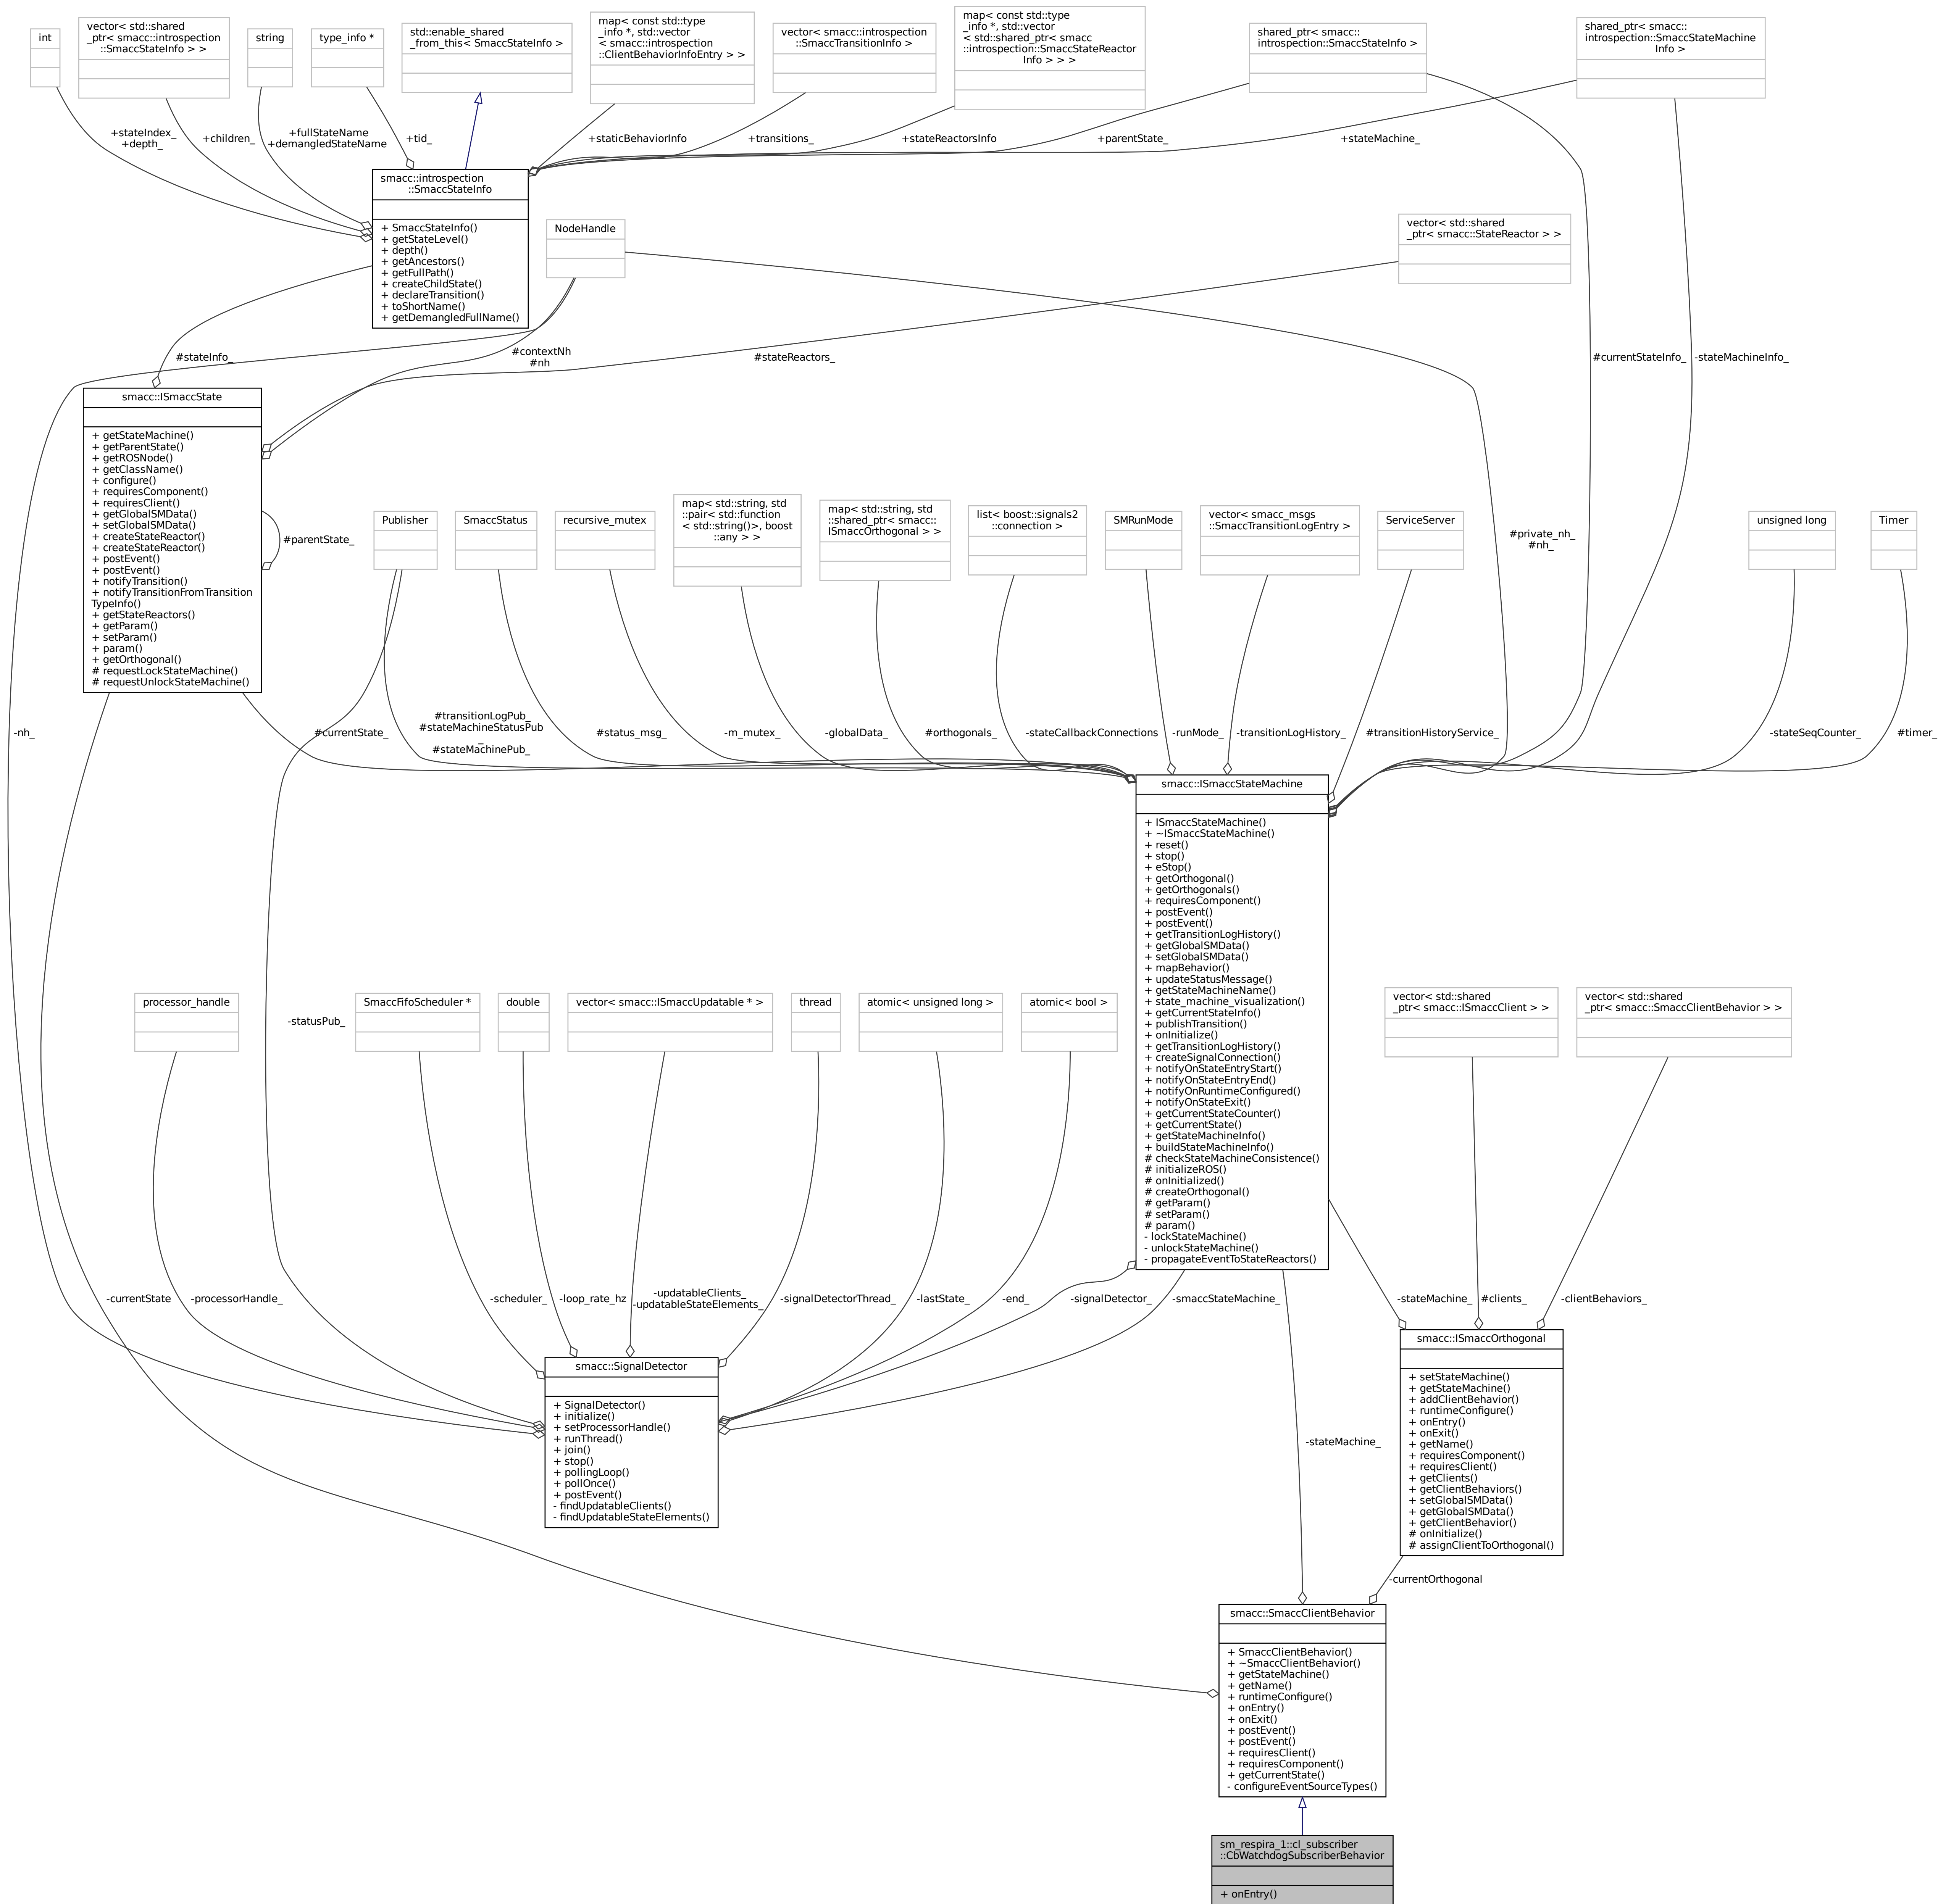 int
vector< std::shared
_ptr< smacc::introspection
::SmaccStateInfo > >
string
type_info *
std::enable_shared
_from_this< SmaccStateInfo >
map< const std::type
_info *, std::vector
< smacc::introspection
::ClientBehaviorInfoEntry > >
vector< smacc::introspection
::SmaccTransitionInfo >
map< const std::type
_info *, std::vector
< std::shared_ptr< smacc
::introspection::SmaccStateReactor
Info > > >
shared_ptr< smacc::
introspection::SmaccStateInfo >
shared_ptr< smacc::
introspection::SmaccStateMachine
Info >
+stateIndex_
+depth_
+children_
+fullStateName
+demangledStateName
+tid_
+staticBehaviorInfo
+transitions_
+stateReactorsInfo
+parentState_
+stateMachine_
smacc::introspection
::SmaccStateInfo
+ SmaccStateInfo()
+ getStateLevel()
+ depth()
+ getAncestors()
+ getFullPath()
+ createChildState()
+ declareTransition()
+ toShortName()
+ getDemangledFullName()
NodeHandle
vector< std::shared
_ptr< smacc::StateReactor > >
#stateInfo_
#contextNh
#nh
#stateReactors_
#currentStateInfo_
-stateMachineInfo_
smacc::ISmaccState
+ getStateMachine()
+ getParentState()
+ getROSNode()
+ getClassName()
+ configure()
+ requiresComponent()
+ requiresClient()
+ getGlobalSMData()
+ setGlobalSMData()
+ createStateReactor()
+ createStateReactor()
+ postEvent()
+ postEvent()
+ notifyTransition()
+ notifyTransitionFromTransition
TypeInfo()
+ getStateReactors()
+ getParam()
+ setParam()
+ param()
+ getOrthogonal()
# requestLockStateMachine()
# requestUnlockStateMachine()
#parentState_
Publisher
SmaccStatus
recursive_mutex
map< std::string, std
::pair< std::function
< std::string()>, boost
::any > >
map< std::string, std
::shared_ptr< smacc::
ISmaccOrthogonal > >
list< boost::signals2
::connection >
SMRunMode
vector< smacc_msgs
::SmaccTransitionLogEntry >
ServiceServer
#private_nh_
#nh_
unsigned long
Timer
-nh_
#currentState_
#transitionLogPub_
#stateMachineStatusPub
_
#stateMachinePub_
#status_msg_
-m_mutex_
-globalData_
#orthogonals_
-stateCallbackConnections
-runMode_
-transitionLogHistory_
#transitionHistoryService_
-stateSeqCounter_
#timer_
smacc::ISmaccStateMachine
+ ISmaccStateMachine()
+ ~ISmaccStateMachine()
+ reset()
+ stop()
+ eStop()
+ getOrthogonal()
+ getOrthogonals()
+ requiresComponent()
+ postEvent()
+ postEvent()
+ getTransitionLogHistory()
+ getGlobalSMData()
+ setGlobalSMData()
+ mapBehavior()
+ updateStatusMessage()
+ getStateMachineName()
+ state_machine_visualization()
+ getCurrentStateInfo()
+ publishTransition()
+ onInitialize()
+ getTransitionLogHistory()
+ createSignalConnection()
+ notifyOnStateEntryStart()
+ notifyOnStateEntryEnd()
+ notifyOnRuntimeConfigured()
+ notifyOnStateExit()
+ getCurrentStateCounter()
+ getCurrentState()
+ getStateMachineInfo()
+ buildStateMachineInfo()
# checkStateMachineConsistence()
# initializeROS()
# onInitialized()
# createOrthogonal()
# getParam()
# setParam()
# param()
- lockStateMachine()
- unlockStateMachine()
- propagateEventToStateReactors()
processor_handle
-statusPub_
SmaccFifoScheduler *
double
vector< smacc::ISmaccUpdatable * >
thread
atomic< unsigned long >
atomic< bool >
vector< std::shared
_ptr< smacc::ISmaccClient > >
vector< std::shared
_ptr< smacc::SmaccClientBehavior > >
-currentState
-processorHandle_
-scheduler_
-loop_rate_hz
-updatableClients_
-updatableStateElements_
-signalDetectorThread_
-lastState_
-end_
-signalDetector_
-smaccStateMachine_
-stateMachine_
#clients_
-clientBehaviors_
smacc::SignalDetector
+ SignalDetector()
+ initialize()
+ setProcessorHandle()
+ runThread()
+ join()
+ stop()
+ pollingLoop()
+ pollOnce()
+ postEvent()
- findUpdatableClients()
- findUpdatableStateElements()
smacc::ISmaccOrthogonal
+ setStateMachine()
+ getStateMachine()
+ addClientBehavior()
+ runtimeConfigure()
+ onEntry()
+ onExit()
+ getName()
+ requiresComponent()
+ requiresClient()
+ getClients()
+ getClientBehaviors()
+ setGlobalSMData()
+ getGlobalSMData()
+ getClientBehavior()
# onInitialize()
# assignClientToOrthogonal()
-stateMachine_
-currentOrthogonal
smacc::SmaccClientBehavior
+ SmaccClientBehavior()
+ ~SmaccClientBehavior()
+ getStateMachine()
+ getName()
+ runtimeConfigure()
+ onEntry()
+ onExit()
+ postEvent()
+ postEvent()
+ requiresClient()
+ requiresComponent()
+ getCurrentState()
- configureEventSourceTypes()
sm_respira_1::cl_subscriber
::CbWatchdogSubscriberBehavior
+ onEntry()